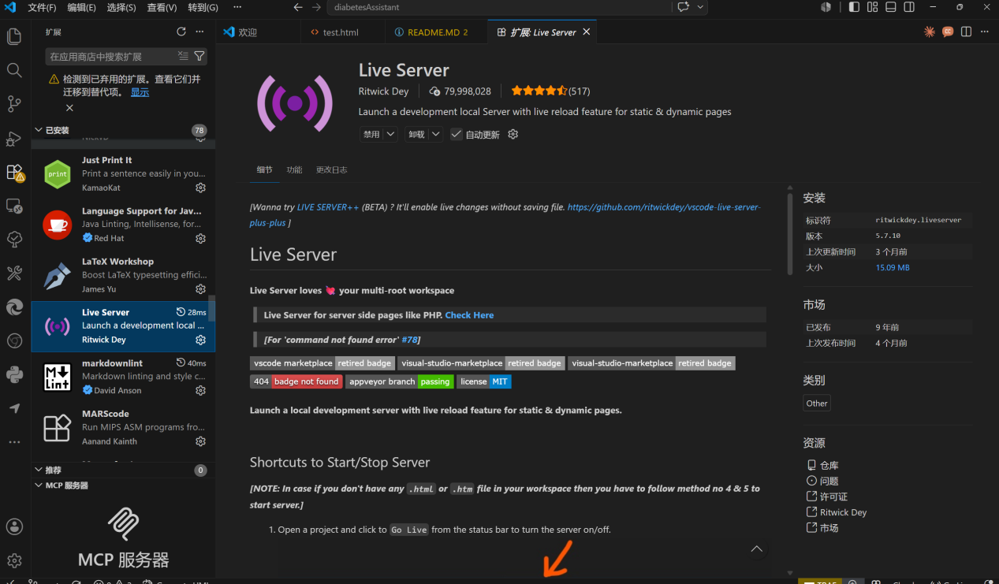 文件(F) 编辑(E) 选择(S) 查看(V) 转到(G) ···
diabetesAssistant
扩展
欢迎
<> test.html
README.MD 2
扩展: Live Server
在应用商店中搜索扩展
检测到已弃用的扩展。查看它们并
迁移到替代项。 显示
已安装 78
Just Print It
Print a sentence easily in you...
KamaoKat
print
Language Support for Jav...
Java Linting, Intellisense, for...
Red Hat
LaTeX Workshop
Boost LaTeX typesetting effici...
James Yu
Live Server 28ms
Launch a development local ...
Ritwick Dey
markdownlint 40ms
Markdown linting and style c...
David Anson
M↓
Lint
MARScode
Run MIPS ASM programs fro...
Aanand Kainth
推荐 0
MCP 服务器
MCP 服务器
Live Server
Ritwick Dey 79,998,028 (517)
Launch a development local Server with live reload feature for static & dynamic pages
禁用 卸载 自动更新
细节 功能 更改日志
[Wanna try LIVE SERVER++ (BETA) ? It'll enable live changes without saving file. https://github.com/ritwickdey/vscode-live-server-
plus-plus ]
Live Server
Live Server loves 💘 your multi-root workspace
Live Server for server side pages like PHP. Check Here
[For 'command not found error' #78]
vscode marketplace retired badge visual-studio-marketplace retired badge visual-studio-marketplace retired badge
404 badge not found appveyor branch passing license MIT
Launch a local development server with live reload feature for static & dynamic pages.
Shortcuts to Start/Stop Server
[NOTE: In case if you don't have any .html or .htm file in your workspace then you have to follow method no 4 & 5 to
start server.]
1. Open a project and click to Go Live from the status bar to turn the server on/off.
安装
标识符 ritwickdey.liveserver
版本 5.7.10
上次更新时间 3 个月前
大小 15.09 MB
市场
已发布 9 年前
上次发布时间 4 个月前
类别
Other
资源
仓库
问题
许可证
Ritwick Dey
市场